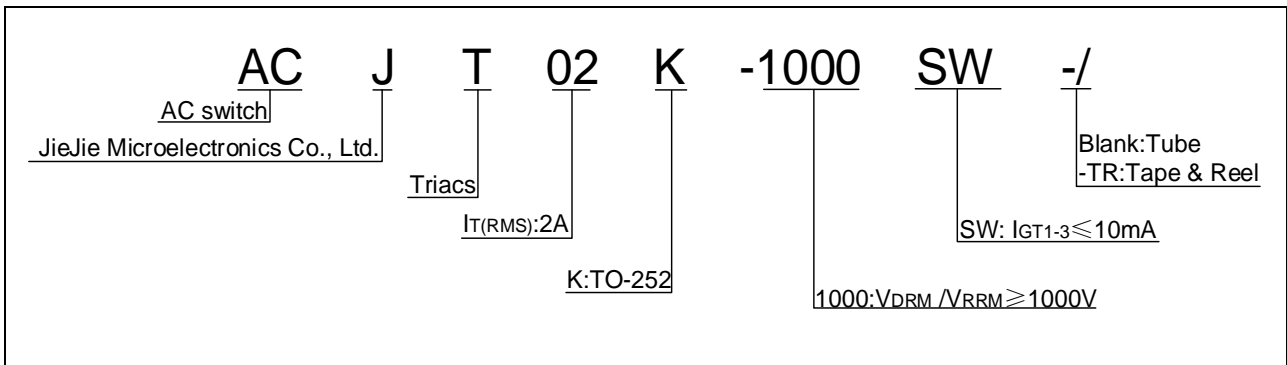 AC J T 02 K -1000 SW -/
AC switch
JieJie Microelectronics Co., Ltd.
Blank:Tube
-TR:Tape & Reel
Triacs
IT(RMS):2A
SW: IGT1-3≤10mA
K:TO-252
1000:VDRM /VRRM≥1000V